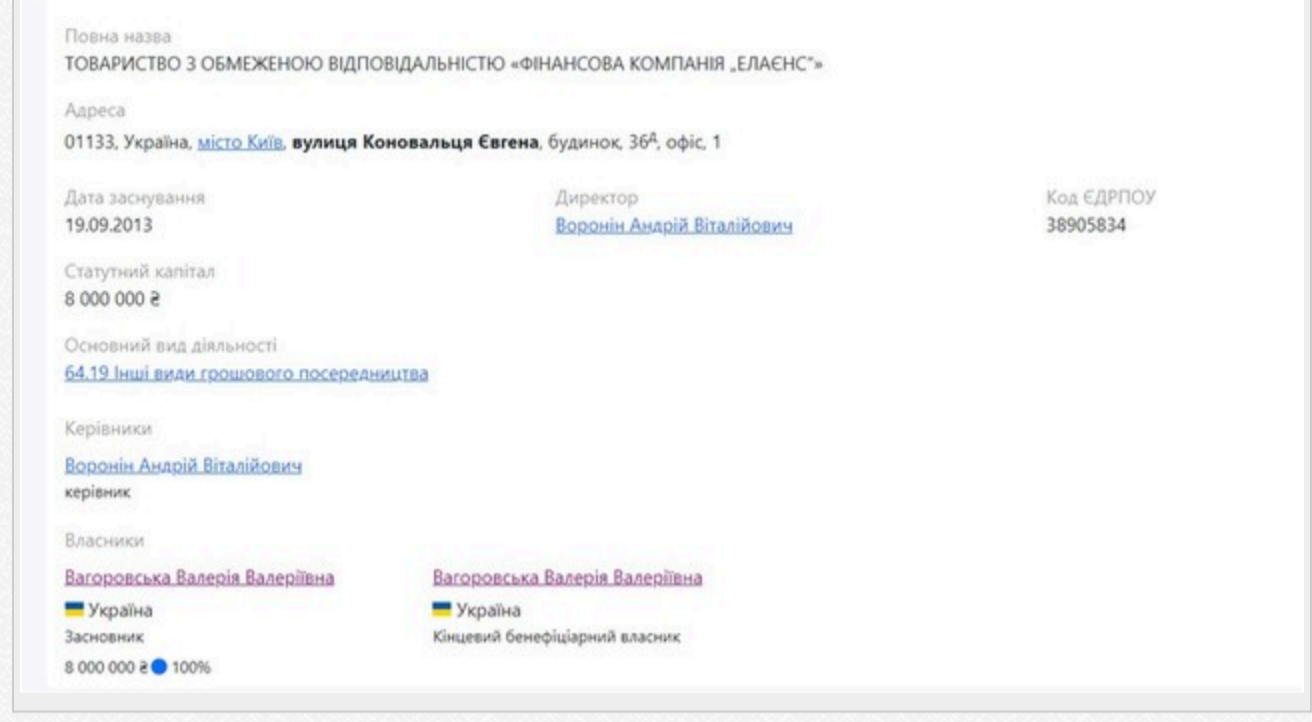 Повна назва
ТОВАРИСТВО З ОБМЕЖЕНОЮ ВІДПОВІДАЛЬНІСТЮ «ФІНАНСОВА КОМПАНІЯ „ЕЛАЄНС"»
Адреса
01133, Україна, місто Київ, вулиця Коновальця Євгена, будинок, 36ᴬ, офіс, 1
Дата заснування
19.09.2013
Директор
Воронін Андрій Віталійович
Код ЄДРПОУ
38905834
Статутний капітал
8 000 000 ₴
Основний вид діяльності
64.19 Інші види грошового посередництва
Керівники
Воронін Андрій Віталійович
керівник
Власники
Вагоровська Валерія Валеріївна
Україна
Засновник
8 000 000 ₴ 100%
Вагоровська Валерія Валеріївна
Україна
Кінцевий бенефіціарний власник